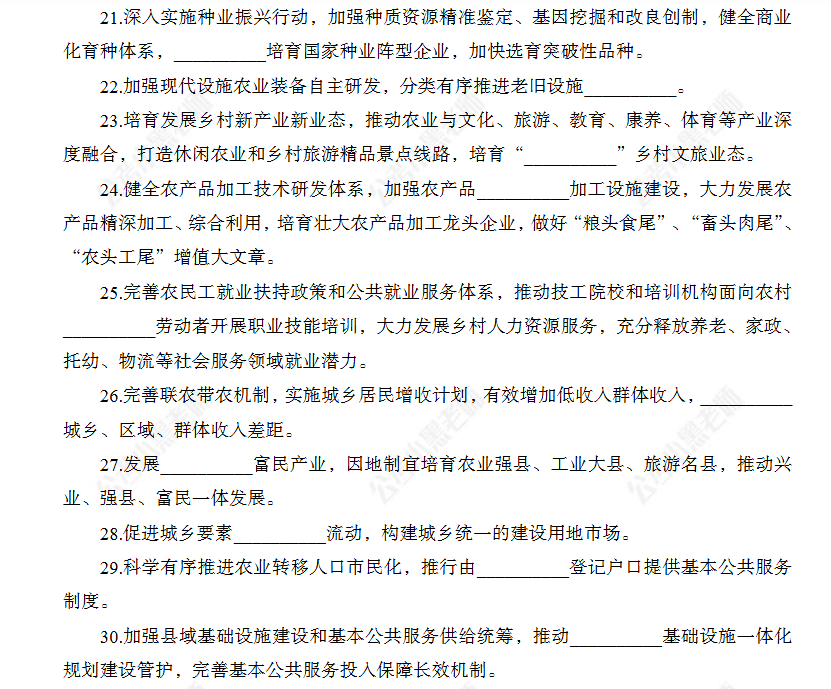 21.深入实施种业振兴行动，加强种质资源精准鉴定、基因挖掘和改良创制，健全商业
化育种体系，__________培育国家种业阵型企业，加快选育突破性品种。
22.加强现代设施农业装备自主研发，分类有序推进老旧设施__________。
23.培育发展乡村新产业新业态，推动农业与文化、旅游、教育、康养、体育等产业深
度融合，打造休闲农业和乡村旅游精品景点线路，培育“__________”乡村文旅业态。
24.健全农产品加工技术研发体系，加强农产品__________加工设施建设，大力发展农
产品精深加工、综合利用，培育壮大农产品加工龙头企业，做好“粮头食尾”、“畜头肉尾”、
“农头工尾”增值大文章。
25.完善农民工就业扶持政策和公共就业服务体系，推动技工院校和培训机构面向农村
__________劳动者开展职业技能培训，大力发展乡村人力资源服务，充分释放养老、家政、
托幼、物流等社会服务领域就业潜力。
26.完善联农带农机制，实施城乡居民增收计划，有效增加低收入群体收入，__________
城乡、区域、群体收入差距。
27.发展__________富民产业，因地制宜培育农业强县、工业大县、旅游名县，推动兴
业、强县、富民一体发展。
28.促进城乡要素__________流动，构建城乡统一的建设用地市场。
29.科学有序推进农业转移人口市民化，推行由__________登记户口提供基本公共服务
制度。
30.加强县域基础设施建设和基本公共服务供给统筹，推动__________基础设施一体化
规划建设管护，完善基本公共服务投入保障长效机制。